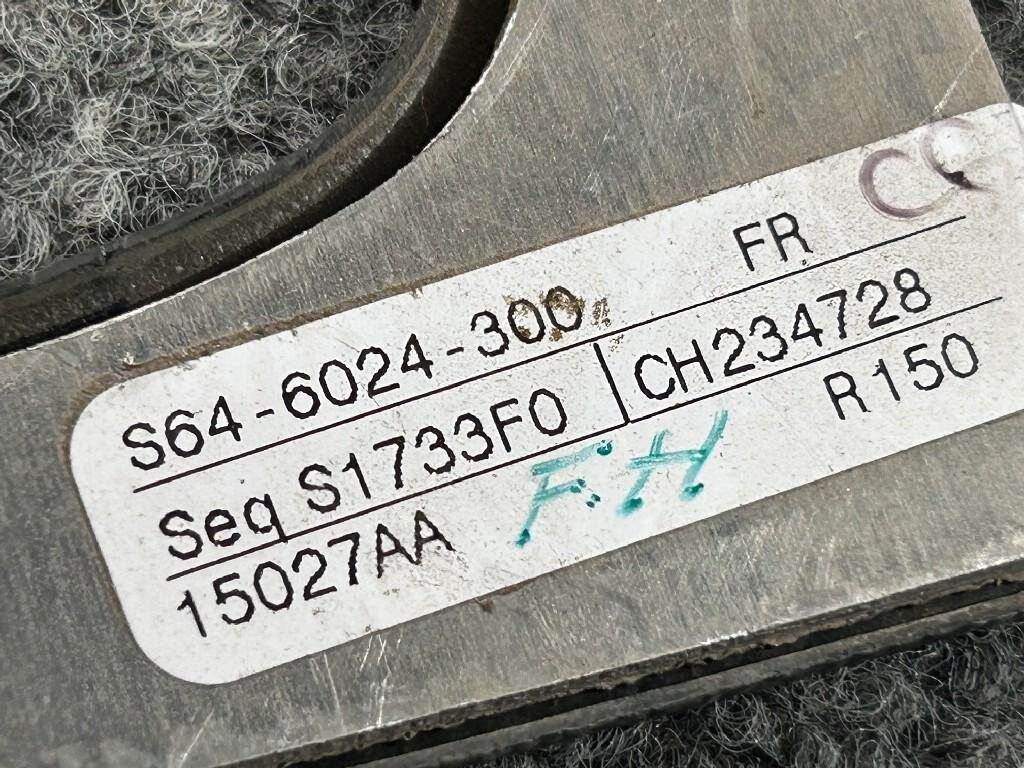 S64-6024-300 FR
Seq S1733F0 CH234728
15027AA F.H R150